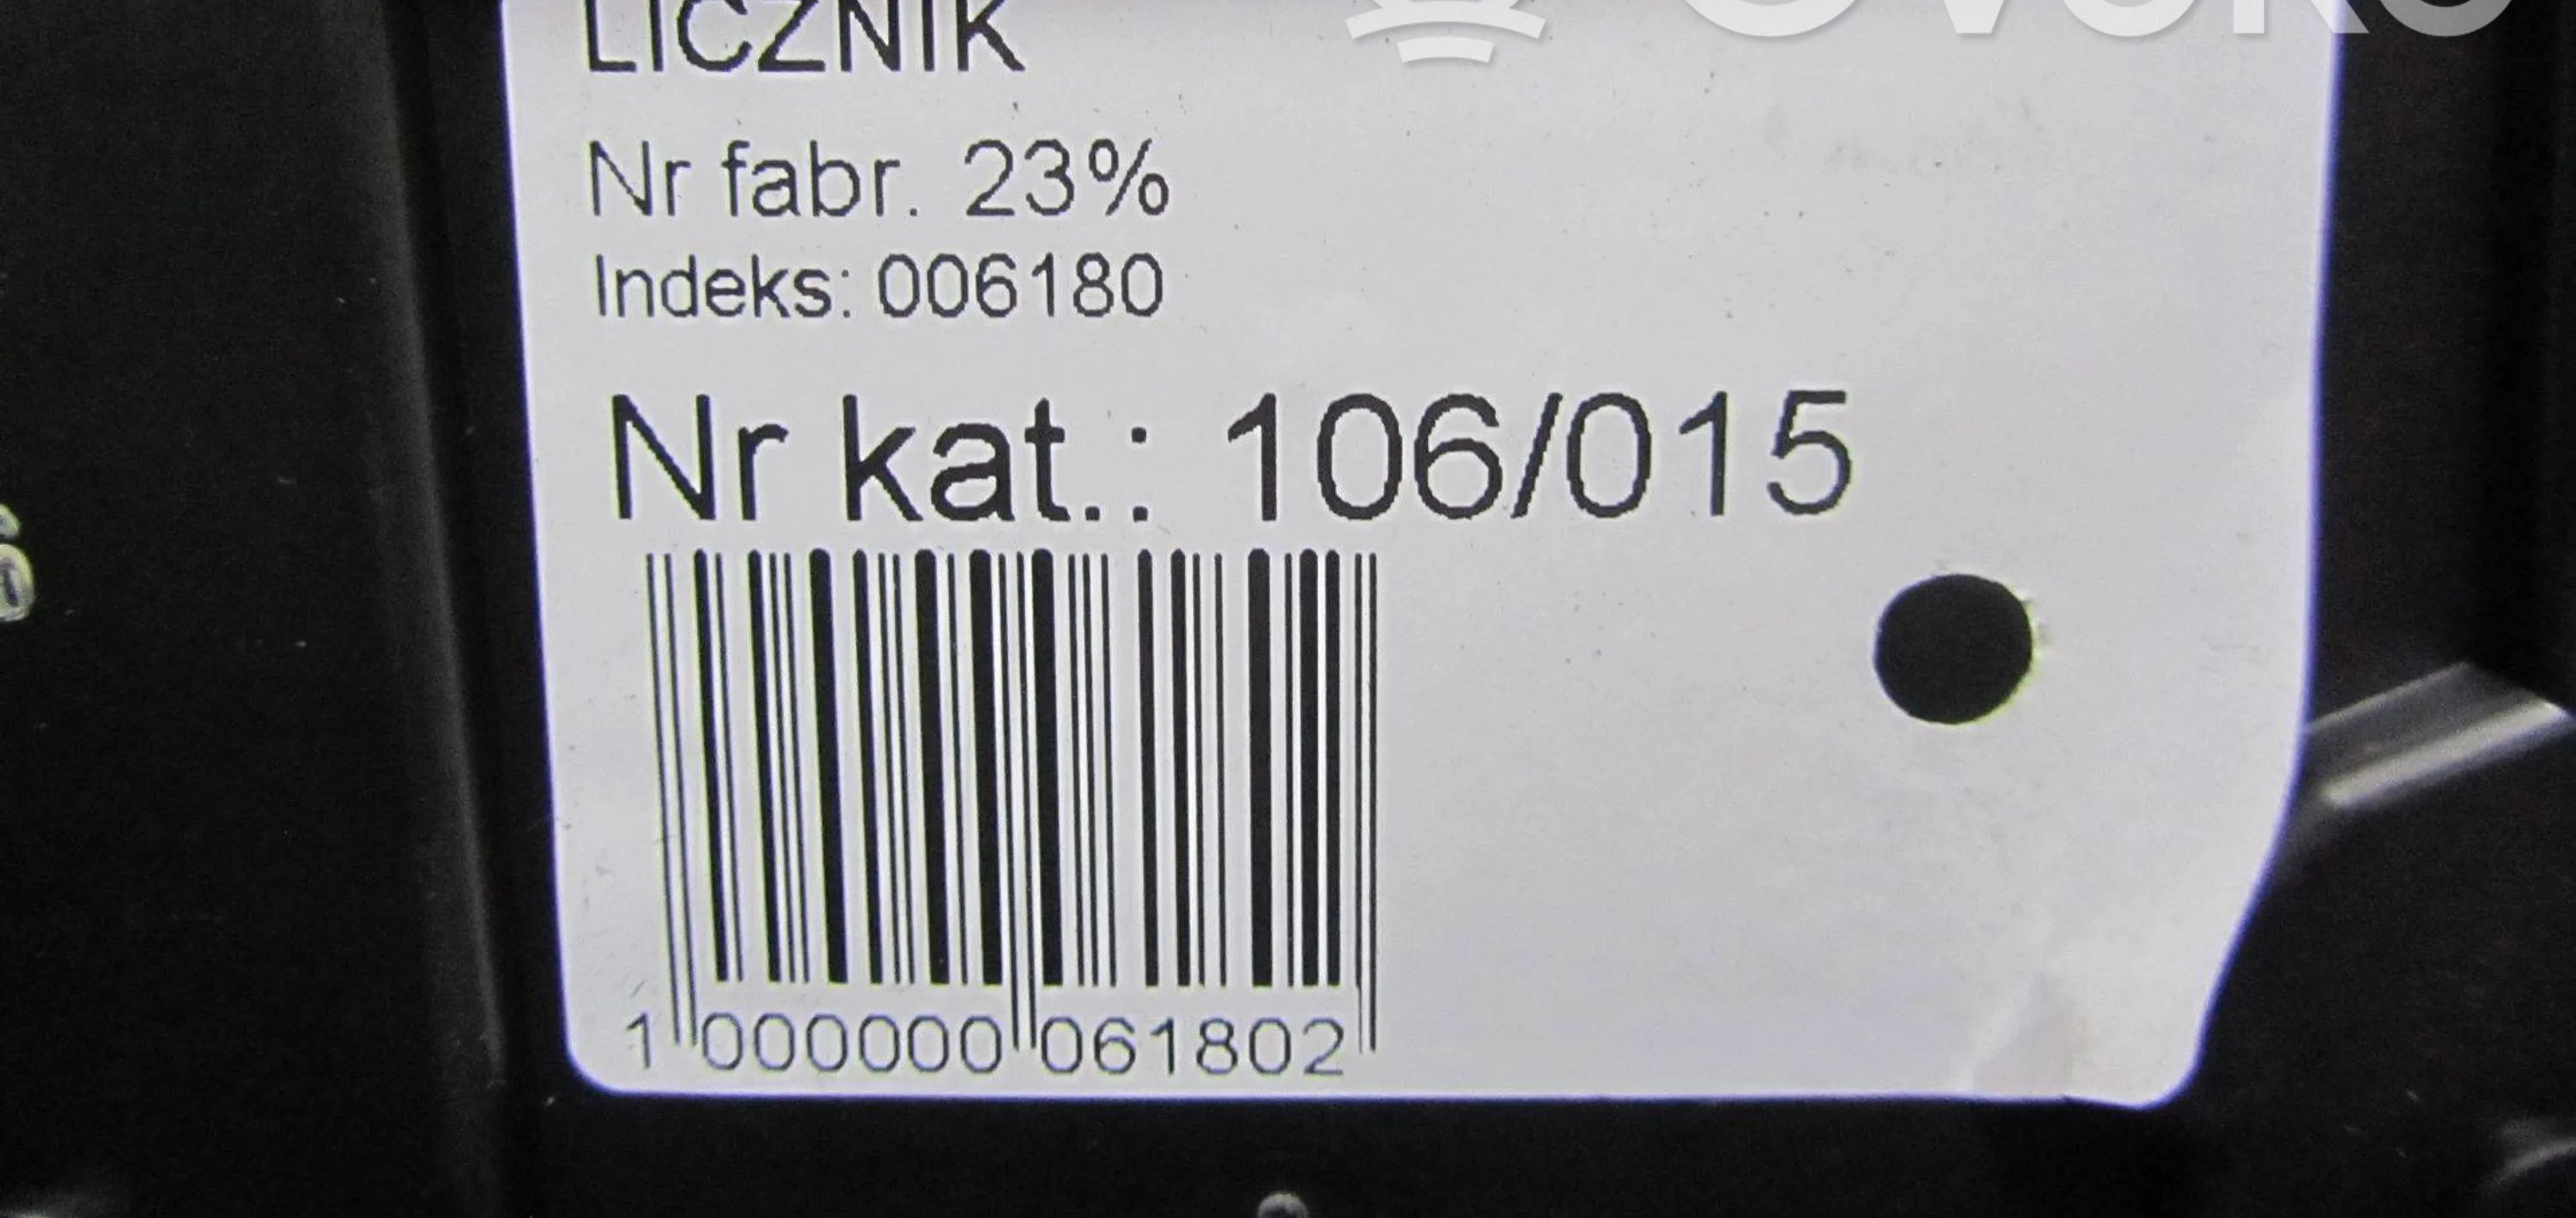 LICZNIK
Nr fabr. 23%
Indeks: 006180
Nr kat.: 106/015
1 000000 061802